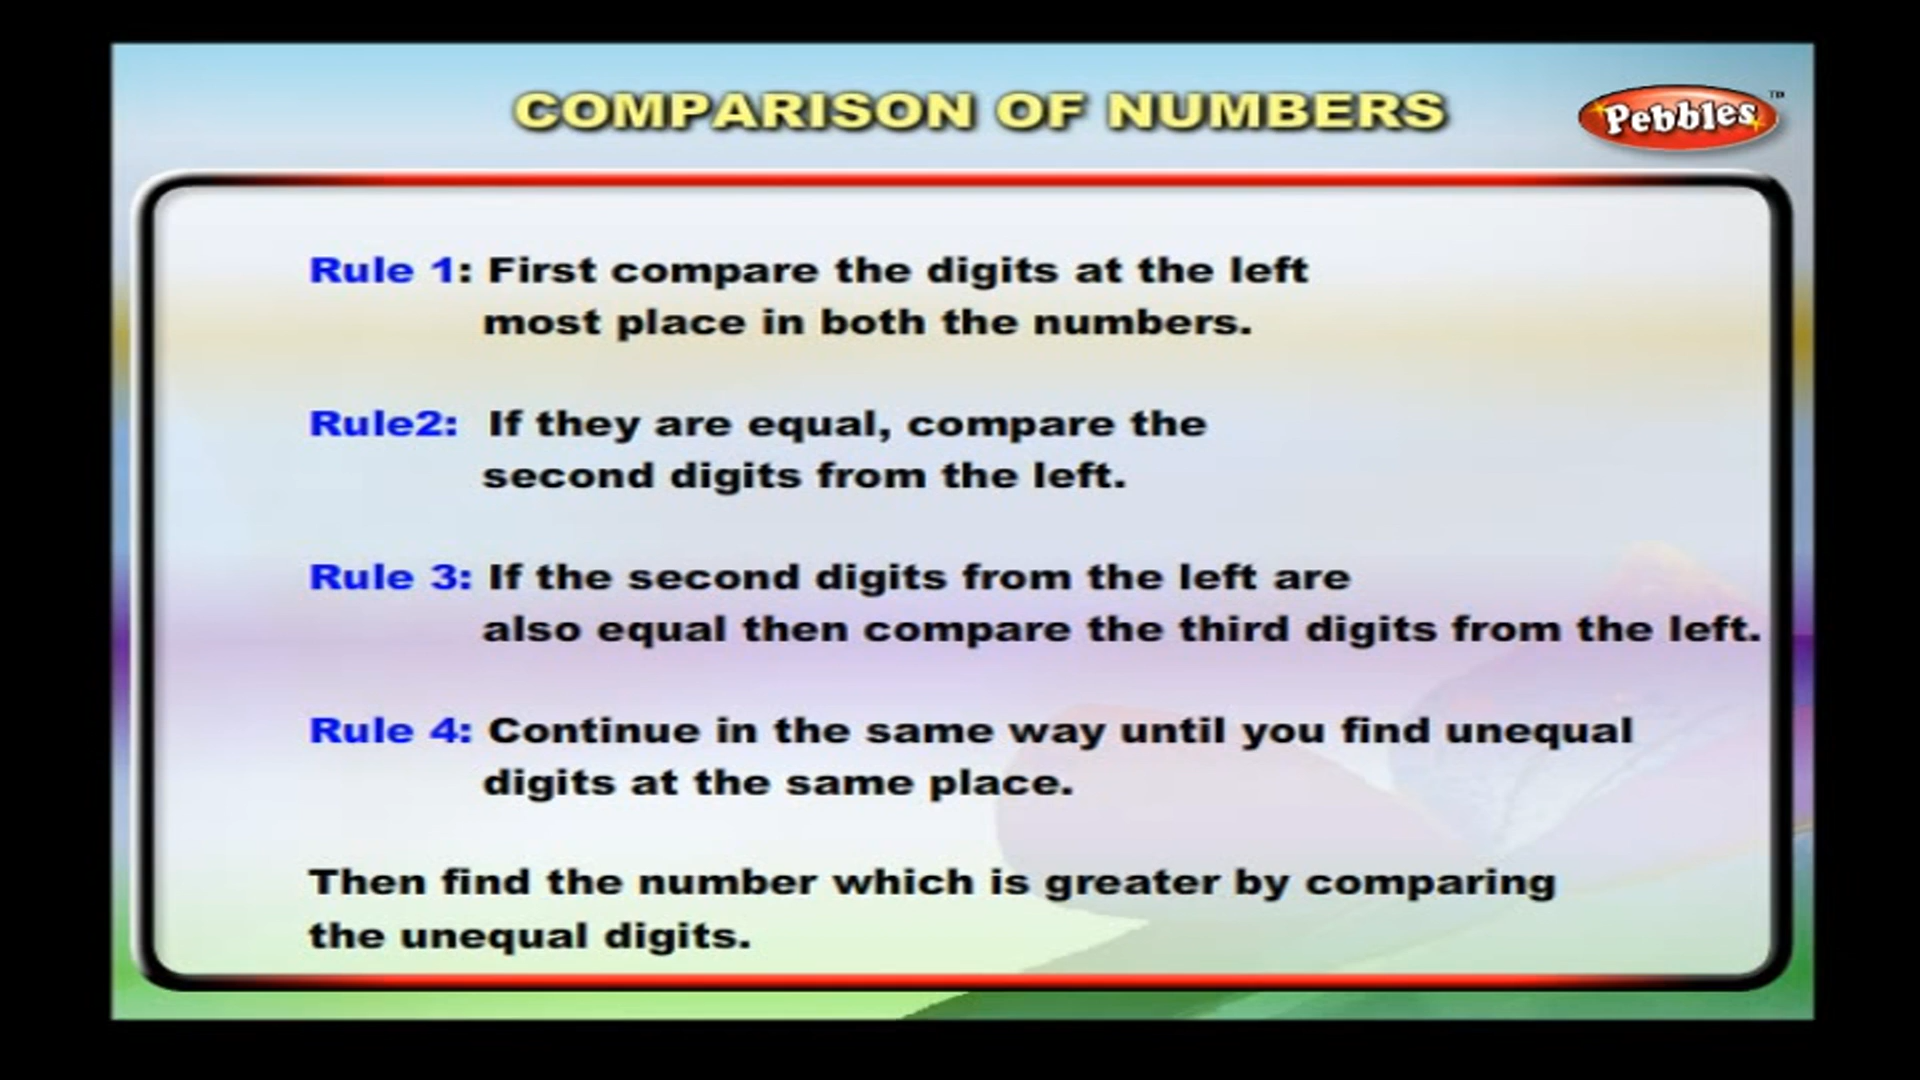 COMPARISON OF NUMBERS
Pebbles™
Rule 1: First compare the digits at the left
most place in both the numbers.
Rule2: If they are equal, compare the
second digits from the left.
Rule 3: If the second digits from the left are
also equal then compare the third digits from the left.
Rule 4: Continue in the same way until you find unequal
digits at the same place.
Then find the number which is greater by comparing
the unequal digits.